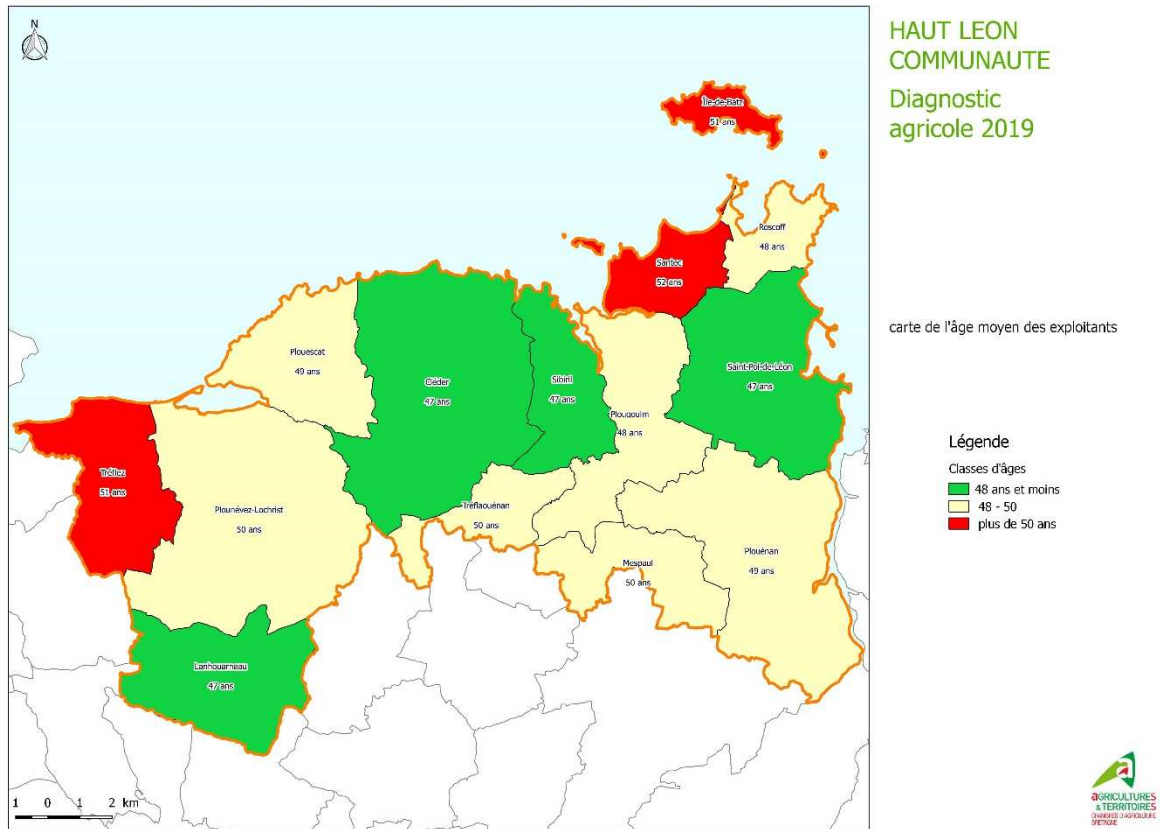 N
HAUT LEON
COMMUNAUTE
Diagnostic
agricole 2019
Île-de-Batz
51 ans
Roscoff
48 ans
Santec
52 ans
carte de l'âge moyen des exploitants
Plouescat
49 ans
Cléder
47 ans
Sibiril
47 ans
Saint-Pol-de-Léon
47 ans
Plougoulm
48 ans
Légende
Classes d'âges
48 ans et moins
48 - 50
plus de 50 ans
Tréflez
51 ans
Plounévez-Lochrist
50 ans
Tréflaouénan
50 ans
Mespaul
50 ans
Plouénan
49 ans
Lanhouarneau
47 ans
1 0 1 2 km
aGRICULTURES
& TERRITOIRES
CHAMBRES D'AGRICULTURE
BRETAGNE